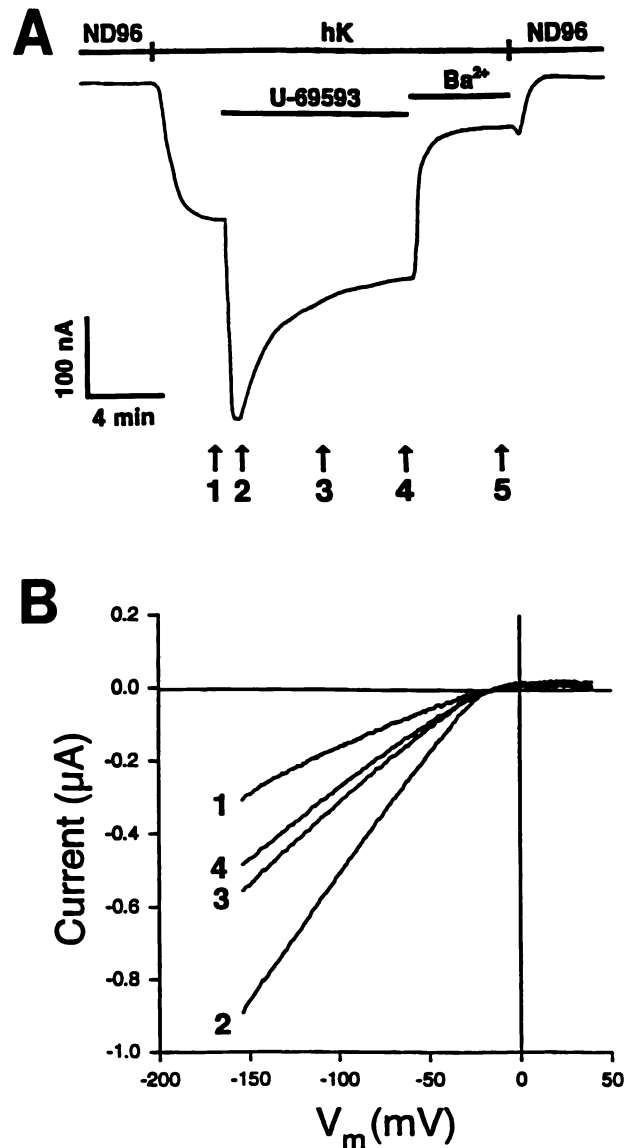 A
ND96 hK ND96
U-69593 Ba²⁺
100 nA
4 min
↑ ↑ ↑ ↑ ↑
1 2 3 4 5
B
Current (μA)
0.2
0.0
-0.2
-0.4
-0.6
-0.8
-1.0
1
4
3
2
-200 -150 -100 -50 0 50
Vm (mV)